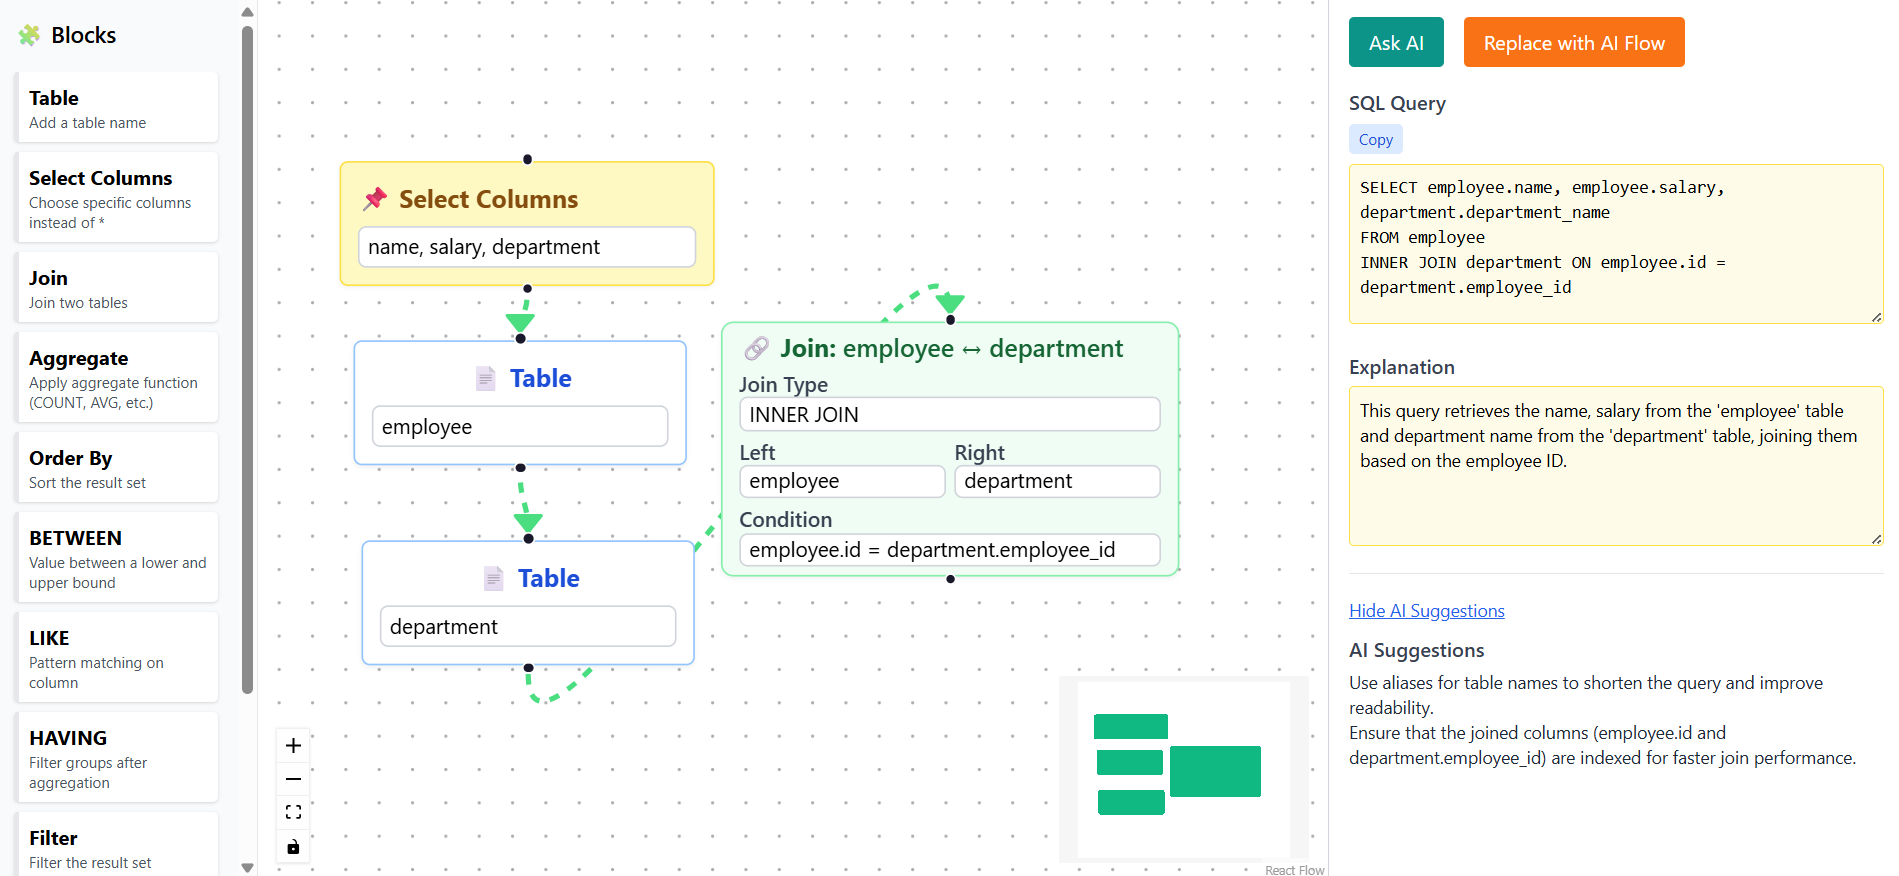 Blocks
Table
Add a table name
Select Columns
Choose specific columns
instead of *
Join
Join two tables
Aggregate
Apply aggregate function
(COUNT, AVG, etc.)
Order By
Sort the result set
BETWEEN
Value between a lower and
upper bound
LIKE
Pattern matching on
column
HAVING
Filter groups after
aggregation
Filter
Filter the result set
Select Columns
name, salary, department
Table
employee
Table
department
Join: employee ↔ department
Join Type
INNER JOIN
Left Right
employee department
Condition
employee.id = department.employee_id
React Flow
Ask AI Replace with AI Flow
SQL Query
Copy
SELECT employee.name, employee.salary,
department.department_name
FROM employee
INNER JOIN department ON employee.id =
department.employee_id
Explanation
This query retrieves the name, salary from the 'employee' table
and department name from the 'department' table, joining them
based on the employee ID.
Hide AI Suggestions
AI Suggestions
Use aliases for table names to shorten the query and improve
readability.
Ensure that the joined columns (employee.id and
department.employee_id) are indexed for faster join performance.